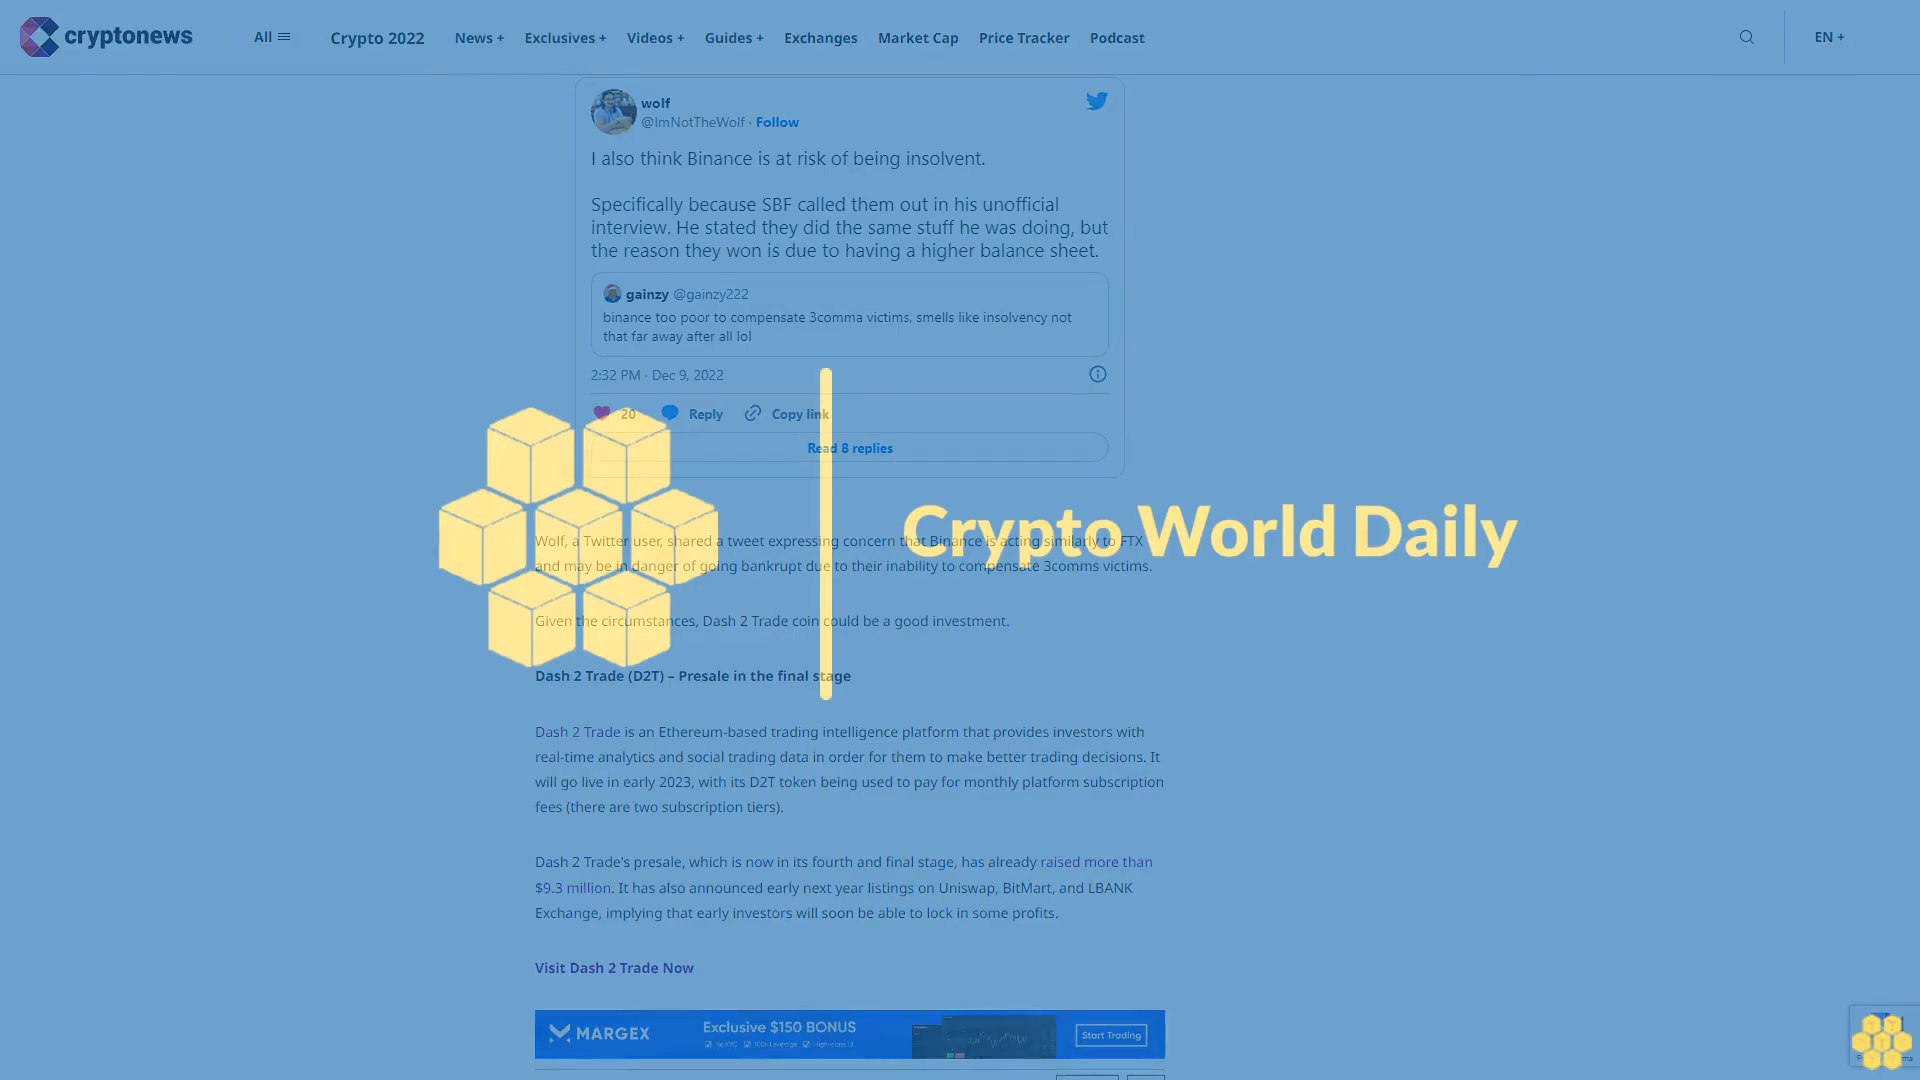 cryptonews
All
Crypto 2022
News +
Exclusives +
Videos +
Guides +
Exchanges
Market Cap
Price Tracker
Podcast
EN +
wolf
@ImNotTheWolf · Follow
I also think Binance is at risk of being insolvent.
Specifically because SBF called them out in his unofficial
interview. He stated they did the same stuff he was doing, but
the reason they won is due to having a higher balance sheet.
gainzy @gainzy222
binance too poor to compensate 3comma victims, smells like insolvency not
that far away after all lol
2:32 PM · Dec 9, 2022
20
Reply
Copy link
Read 8 replies
Crypto World Daily
Wolf, a Twitter user, shared a tweet expressing concern that Binance is acting similarly to FTX
and may be in danger of going bankrupt due to their inability to compensate 3comms victims.
Given the circumstances, Dash 2 Trade coin could be a good investment.
Dash 2 Trade (D2T) – Presale in the final stage
Dash 2 Trade is an Ethereum-based trading intelligence platform that provides investors with
real-time analytics and social trading data in order for them to make better trading decisions. It
will go live in early 2023, with its D2T token being used to pay for monthly platform subscription
fees (there are two subscription tiers).
Dash 2 Trade's presale, which is now in its fourth and final stage, has already raised more than
$9.3 million. It has also announced early next year listings on Uniswap, BitMart, and LBANK
Exchange, implying that early investors will soon be able to lock in some profits.
Visit Dash 2 Trade Now
MARGEX
Exclusive $150 BONUS
No KYC
100x Leverage
High-class UI
Start Trading